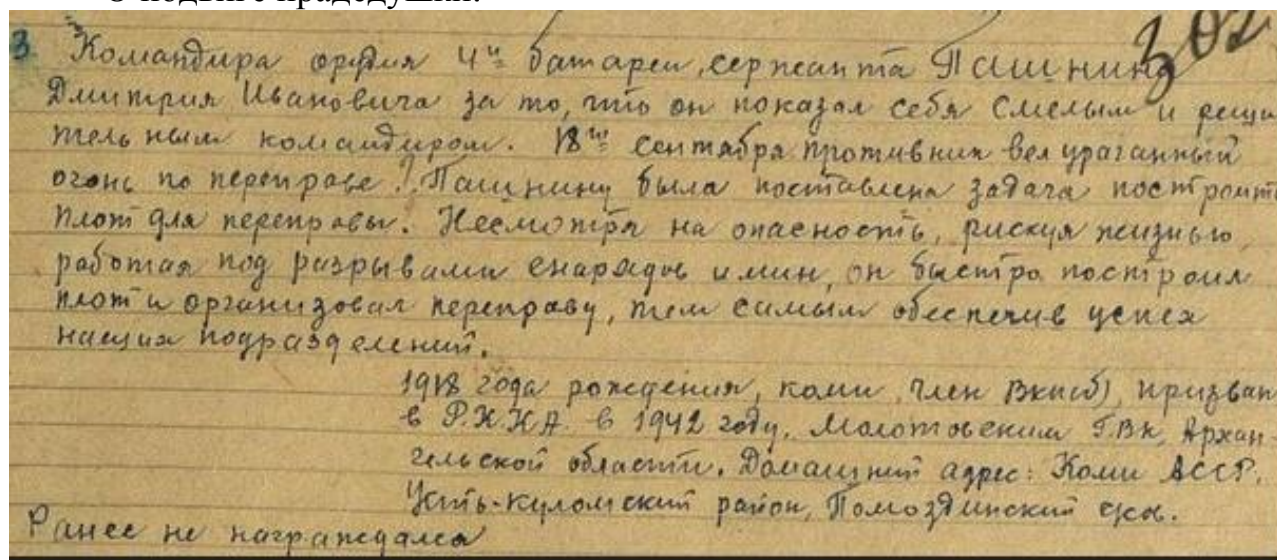 О подвиге прадедушки:
302
3. Командира орудия 4й батареи, сержанта Пашнина
Дмитрия Ивановича за то, что он показал себя смелым и реши
тельным командиром. 18го сентября противник вел ураганный
огонь по переправе. Пашнину была поставлена задача построить
плот для переправы. Несмотря на опасность, рискуя жизнью,
работая под разрывами снарядов и мин, он быстро построил
плот и организовал переправу, тем самым обеспечив успех
наших подразделений.
1918 года рождения, коми, член ВКП(б), призван
в Р.К.К.А. в 1942 году, Молотовским ГВК, Архан-
гельской области. Домашний адрес: Коми АССР.
Усть-Куломский район, Помоздинский с/с.
Ранее не награждался